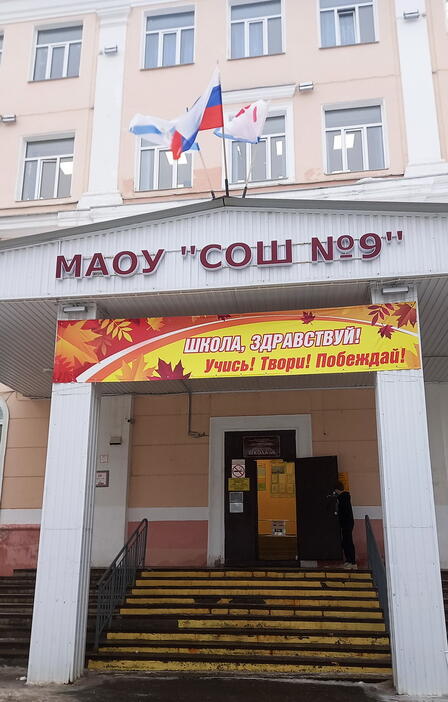 МАОУ "СОШ №9"
ШКОЛА, ЗДРАВСТВУЙ!
Учись! Твори! Побеждай!